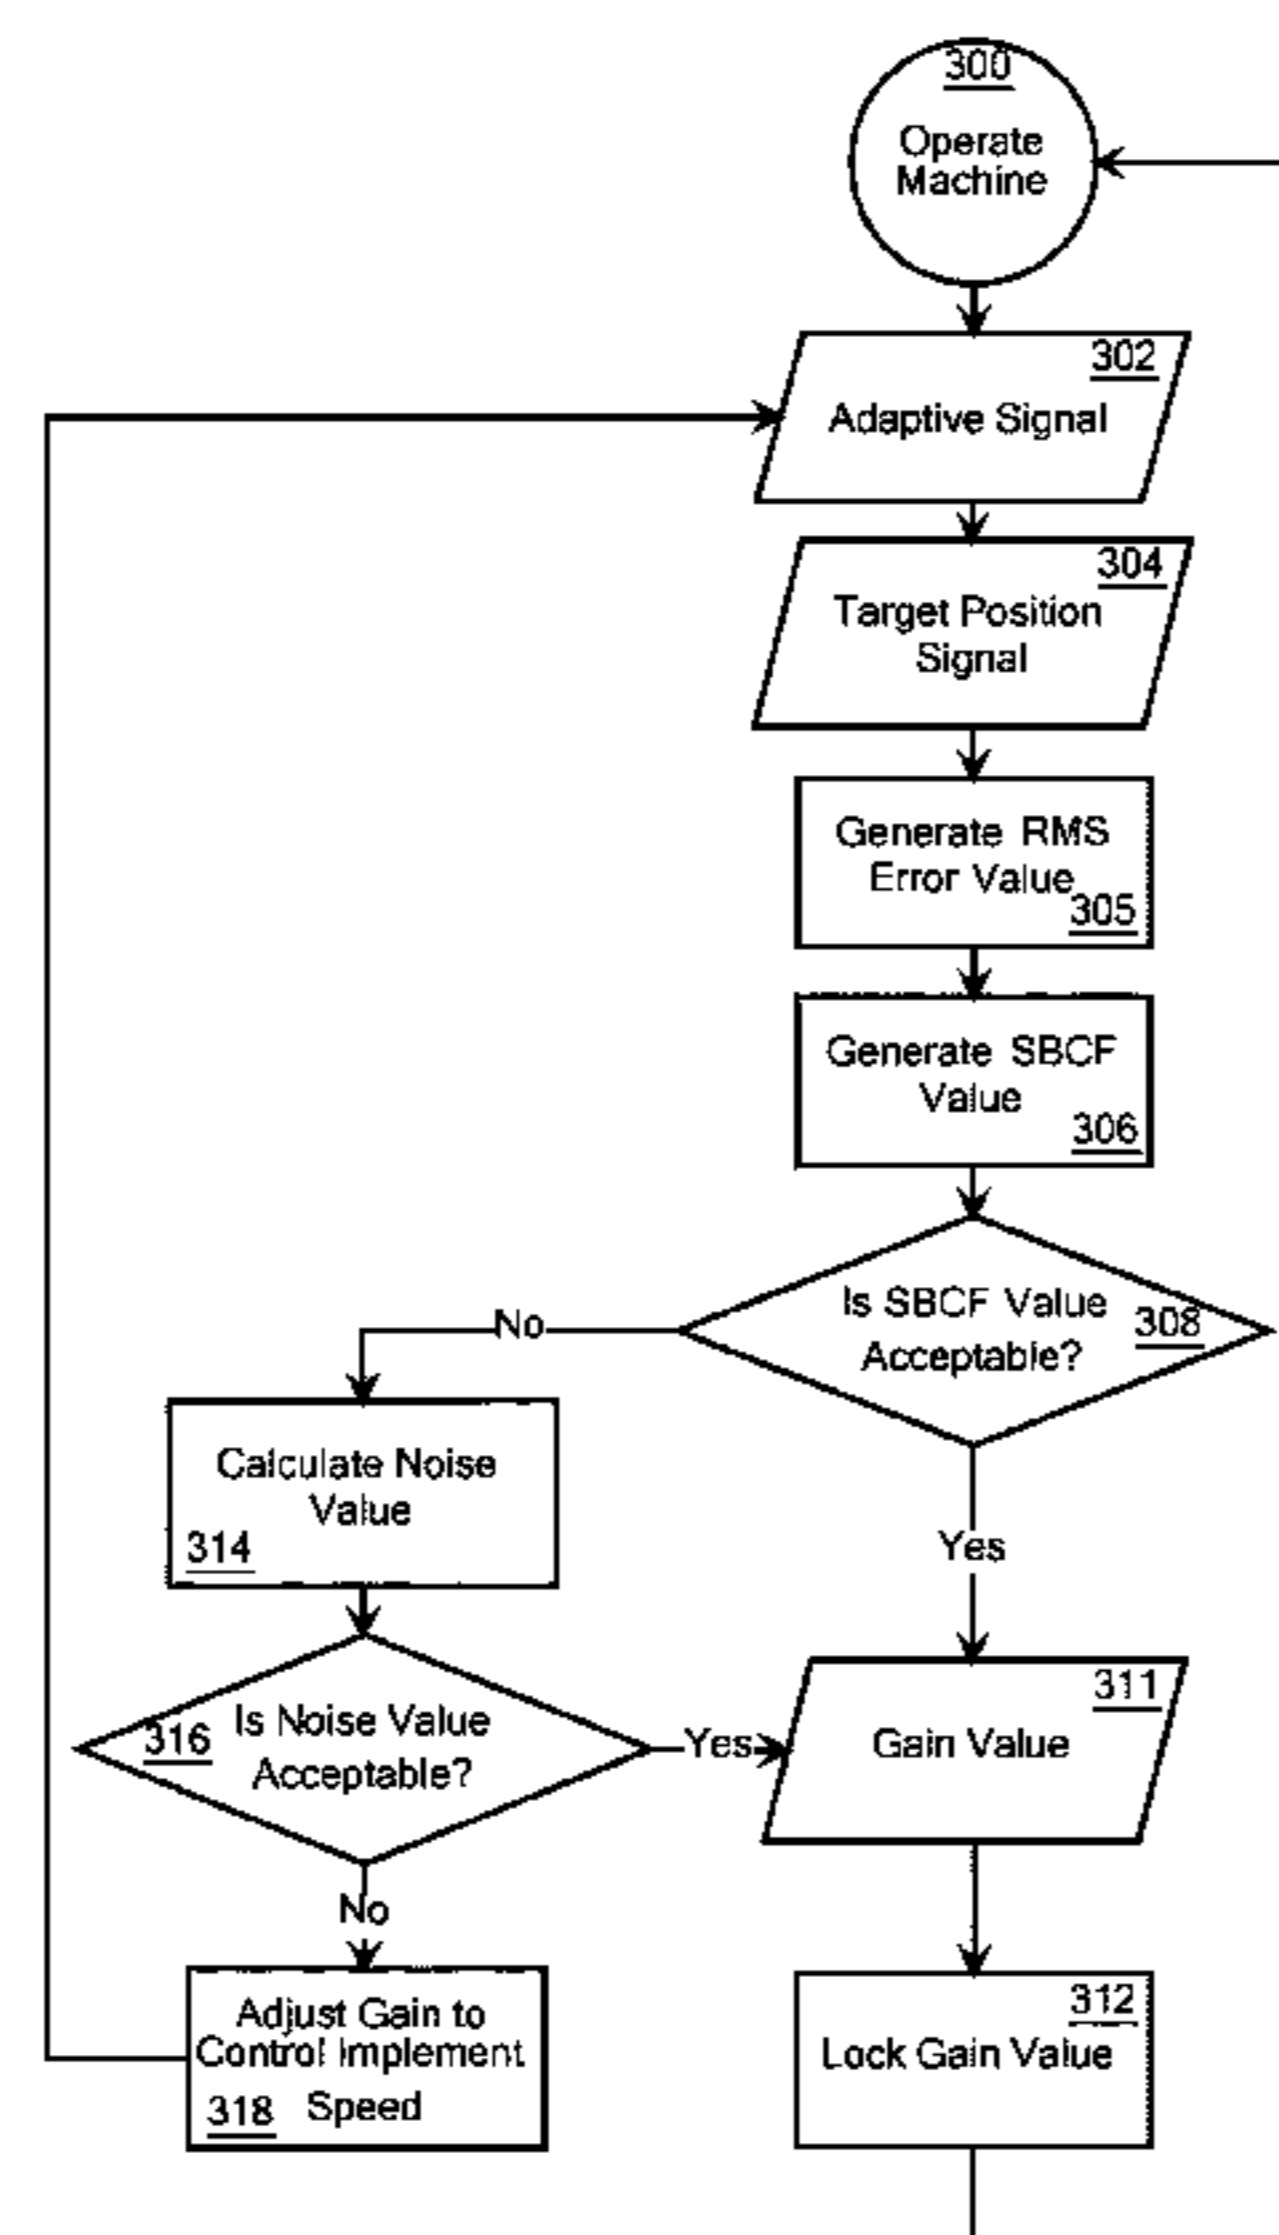 300
Operate
Machine
302
Adaptive Signal
304
Target Position
Signal
Generate RMS
Error Value
305
Generate SBCF
Value
306
Is SBCF Value
308
Acceptable?
No
Calculate Noise
Value
314
Yes
316
Is Noise Value
Acceptable?
Yes
311
Gain Value
No
Adjust Gain to
Control Implement
318 Speed
312
Lock Gain Value